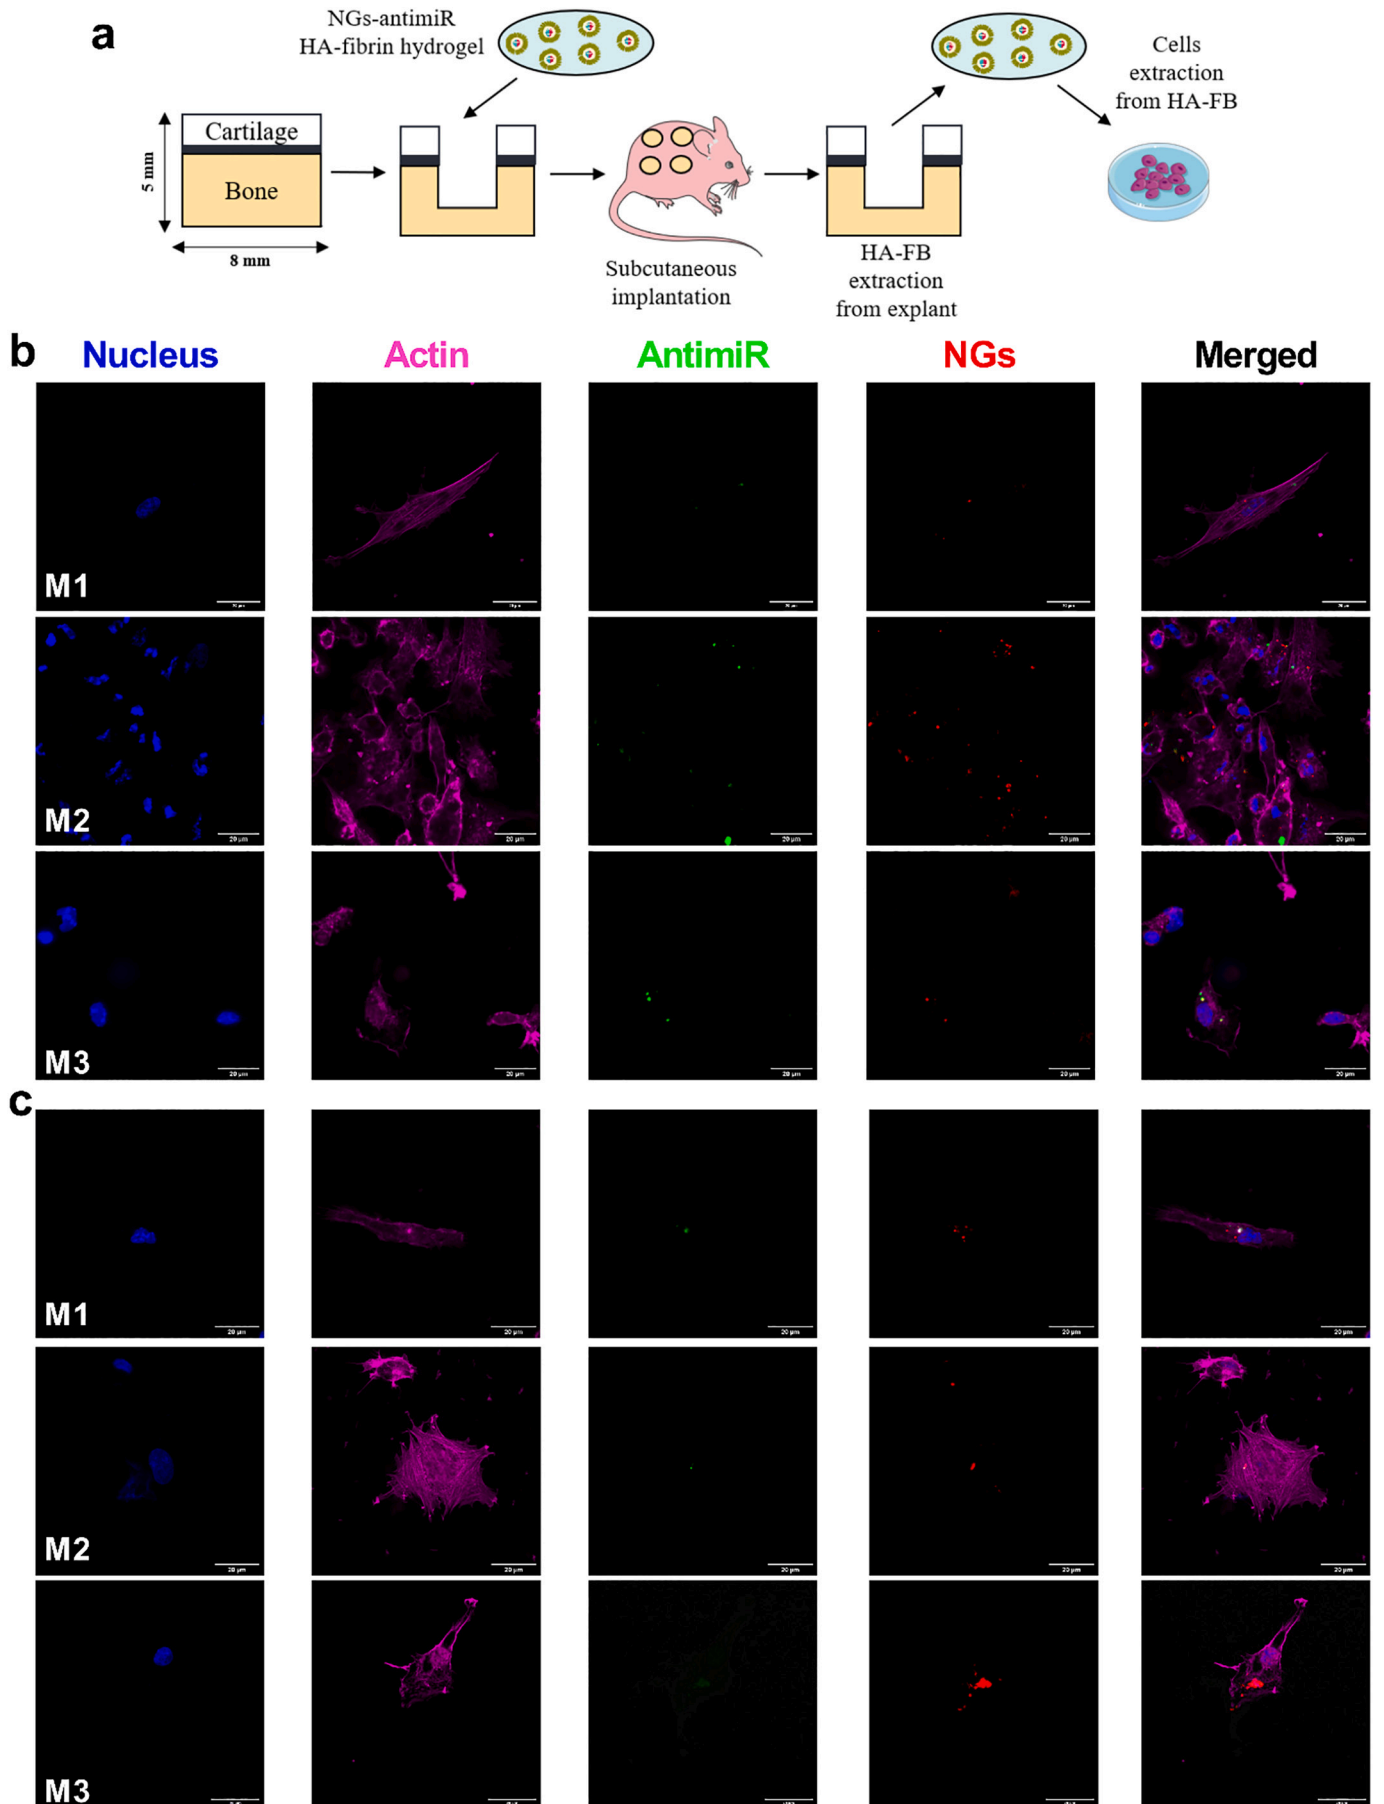 a
NGs-antimiR
HA-fibrin hydrogel
Cells
extraction
from HA-FB
Cartilage
Bone
5 mm
8 mm
Subcutaneous
implantation
HA-FB
extraction
from explant
b
Nucleus Actin AntimiR NGs Merged
M1
M2
20 µm 20 µm 20 µm 20 µm 20 µm
M3
20 µm 20 µm 20 µm 20 µm 20 µm
c
M1
20 µm 20 µm 20 µm 20 µm 20 µm
M2
20 µm 20 µm 20 µm 20 µm 20 µm
M3